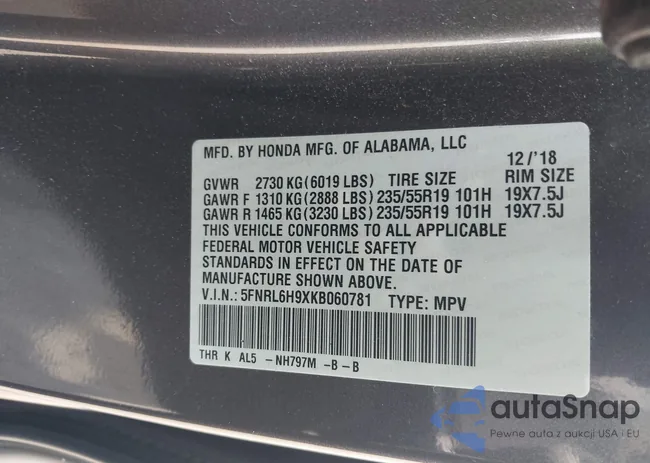 MFD. BY HONDA MFG. OF ALABAMA, LLC
12 /'18
GVWR 2730 KG(6019 LBS) TIRE SIZE RIM SIZE
GAWR F 1310 KG(2888 LBS) 235/55R19 101H 19X7.5J
GAWR R 1465 KG(3230 LBS) 235/55R19 101H 19X7.5J
THIS VEHICLE CONFORMS TO ALL APPLICABLE
FEDERAL MOTOR VEHICLE SAFETY
STANDARDS IN EFFECT ON THE DATE OF
MANUFACTURE SHOWN ABOVE.
V.I.N.: 5FNRL6H9XKB060781 TYPE: MPV
THR K AL5 -NH797M -B-B
autaSnap
Pewne auta z aukcji USA i EU